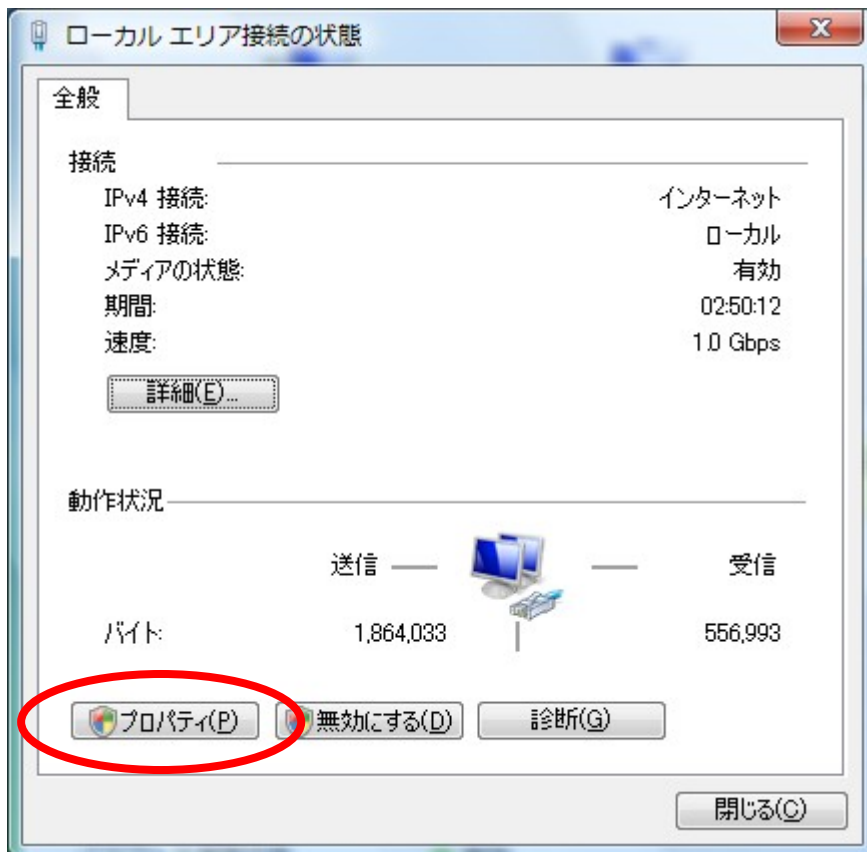 ローカル エリア接続の状態
全般
接続
IPv4 接続: インターネット
IPv6 接続: ローカル
メディアの状態: 有効
期間: 02:50:12
速度: 1.0 Gbps
詳細(E)...
動作状況
送信 受信
バイト: 1,864,033 556,993
プロパティ(P) 無効にする(D) 診断(G)
閉じる(C)